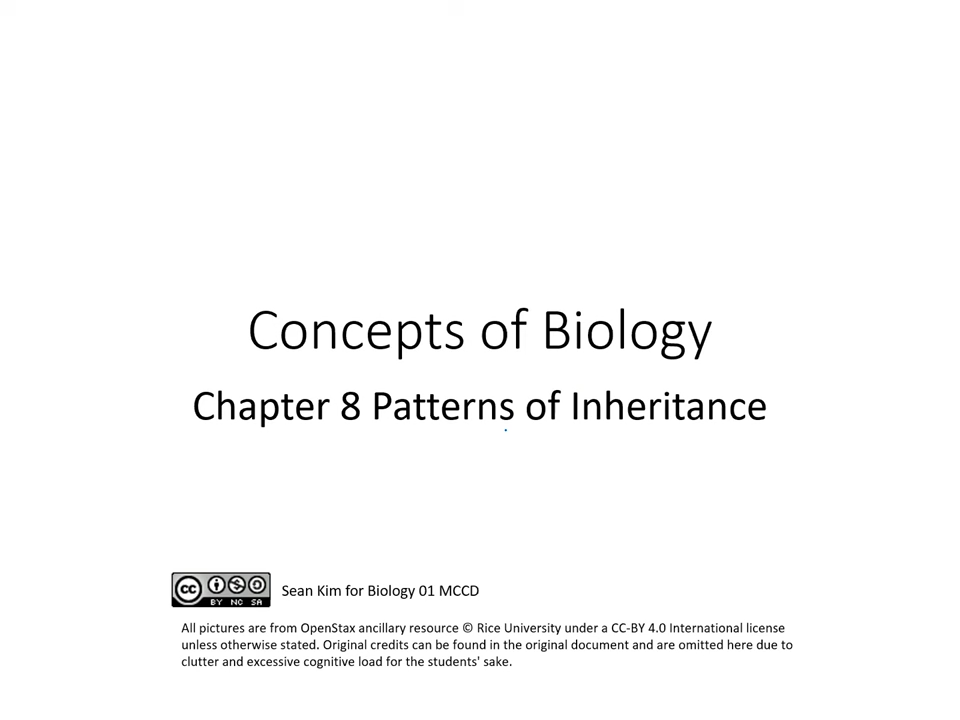 Concepts of Biology
Chapter 8 Patterns of Inheritance
cc BY NC SA
Sean Kim for Biology 01 MCCD
All pictures are from OpenStax ancillary resource © Rice University under a CC-BY 4.0 International license
unless otherwise stated. Original credits can be found in the original document and are omitted here due to
clutter and excessive cognitive load for the students' sake.